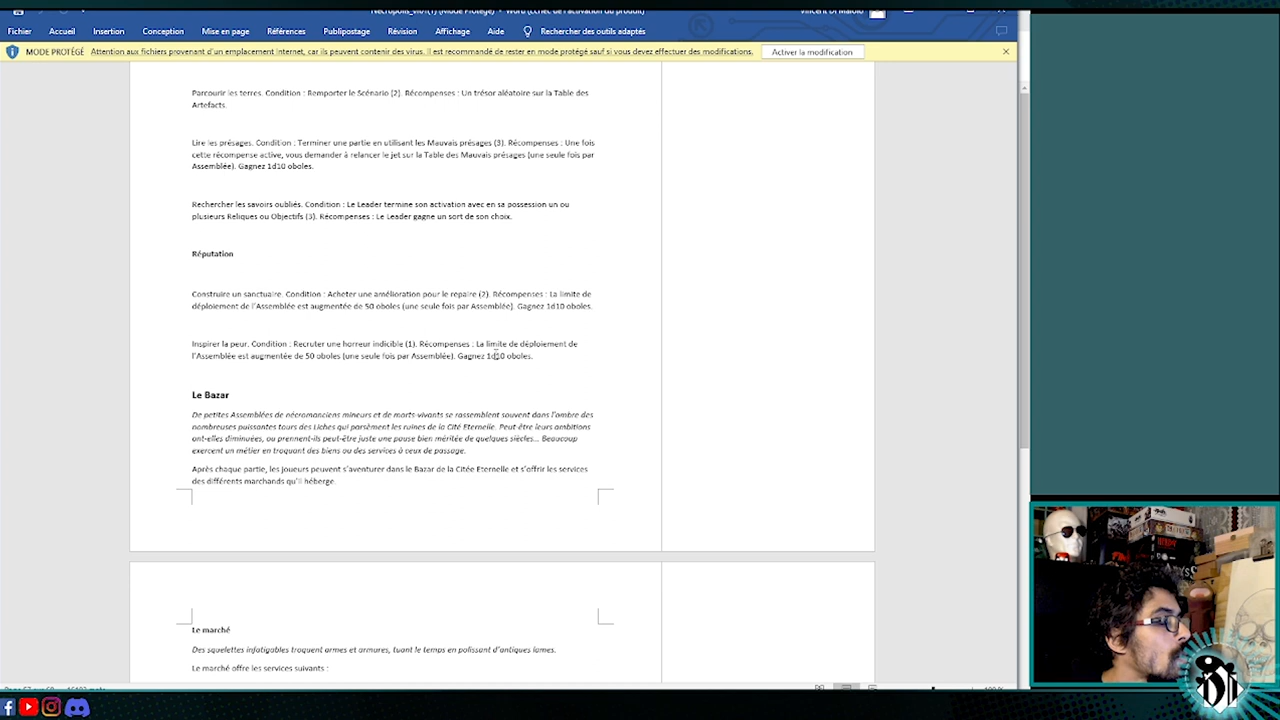 Necropolis_v101(1) (Mode Protégé) - Word (Échec de l'activation du produit)
Vincent Di Maiolo
Fichier Accueil Insertion Conception Mise en page Références Publipostage Révision Affichage Aide Rechercher des outils adaptés
MODE PROTÉGÉ Attention aux fichiers provenant d'un emplacement Internet, car ils peuvent contenir des virus. Il est recommandé de rester en mode protégé sauf si vous devez effectuer des modifications. Activer la modification
Parcourir les terres. Condition : Remporter le Scénario (2). Récompenses : Un trésor aléatoire sur la Table des
Artefacts.
Lire les présages. Condition : Terminer une partie en utilisant les Mauvais présages (3). Récompenses : Une fois
cette récompense active, vous demander à relancer le jet sur la Table des Mauvais présages (une seule fois par
Assemblée). Gagnez 1d10 oboles.
Rechercher les savoirs oubliés. Condition : Le Leader termine son activation avec en sa possession un ou
plusieurs Reliques ou Objectifs (3). Récompenses : Le Leader gagne un sort de son choix.
Réputation
Construire un sanctuaire. Condition : Acheter une amélioration pour le repaire (2). Récompenses : La limite de
déploiement de l'Assemblée est augmentée de 50 oboles (une seule fois par Assemblée). Gagnez 1d10 oboles.
Inspirer la peur. Condition : Recruter une horreur indicible (1). Récompenses : La limite de déploiement de
l'Assemblée est augmentée de 50 oboles (une seule fois par Assemblée). Gagnez 1d10 oboles.
Le Bazar
De petites Assemblées de nécromanciens mineurs et de morts-vivants se rassemblent souvent dans l'ombre des
nombreuses puissantes tours des Liches qui parsèment les ruines de la Cité Eternelle. Peut être leurs ambitions
ont-elles diminuées, ou prennent-ils peut-être juste une pause bien méritée de quelques siècles... Beaucoup
exercent un métier en troquant des biens ou des services à ceux de passage.
Après chaque partie, les joueurs peuvent s'aventurer dans le Bazar de la Citée Eternelle et s'offrir les services
des différents marchands qu'il héberge.
Le marché
Des squelettes infatigables troquent armes et armures, tuant le temps en polissant d'antiques lames.
Le marché offre les services suivants :